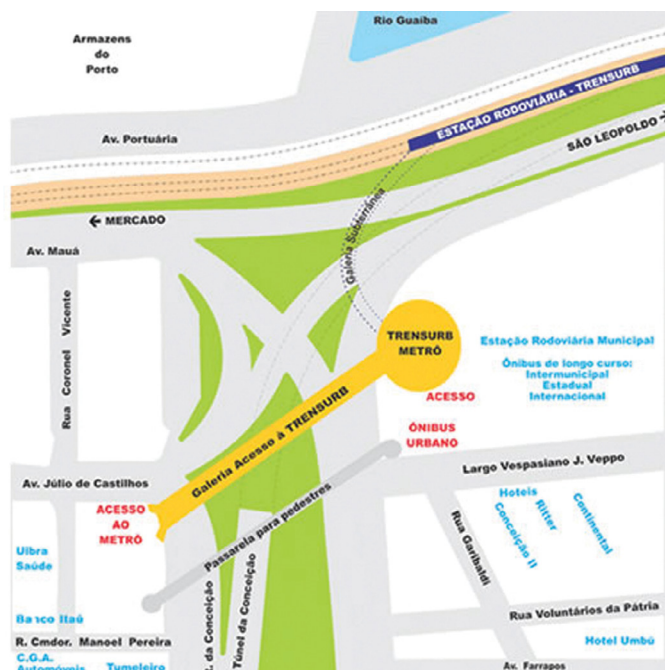 Rio Guaíba
Armazens
do
Porto
ESTAÇÃO RODOVIÁRIA - TRENSURB
Av. Portuária
SÃO LEOPOLDO →
← MERCADO
Galeria Subterrânea
Av. Mauá
Rua Coronel Vicente
TRENSURB
METRÔ
Estação Rodoviária Municipal
Ônibus de longo curso:
Intermunicipal
Estadual
Internacional
ACESSO
Galeria Acesso à TRENSURB
ÔNIBUS
URBANO
Largo Vespasiano J. Veppo
Av. Júlio de Castilhos
ACESSO
AO
METRÔ
Passarela para pedestres
Hoteis
Ritter
Continental
Conceição II
Rua Garibaldi
Ulbra
Saúde
da Conceição
Túnel da Conceição
Banco Itaú
Rua Voluntários da Pátria
R. Cmdor. Manoel Pereira
Hotel Umbú
C.G.A.
Automóveis
Tumeleiro
Av. Farrapos